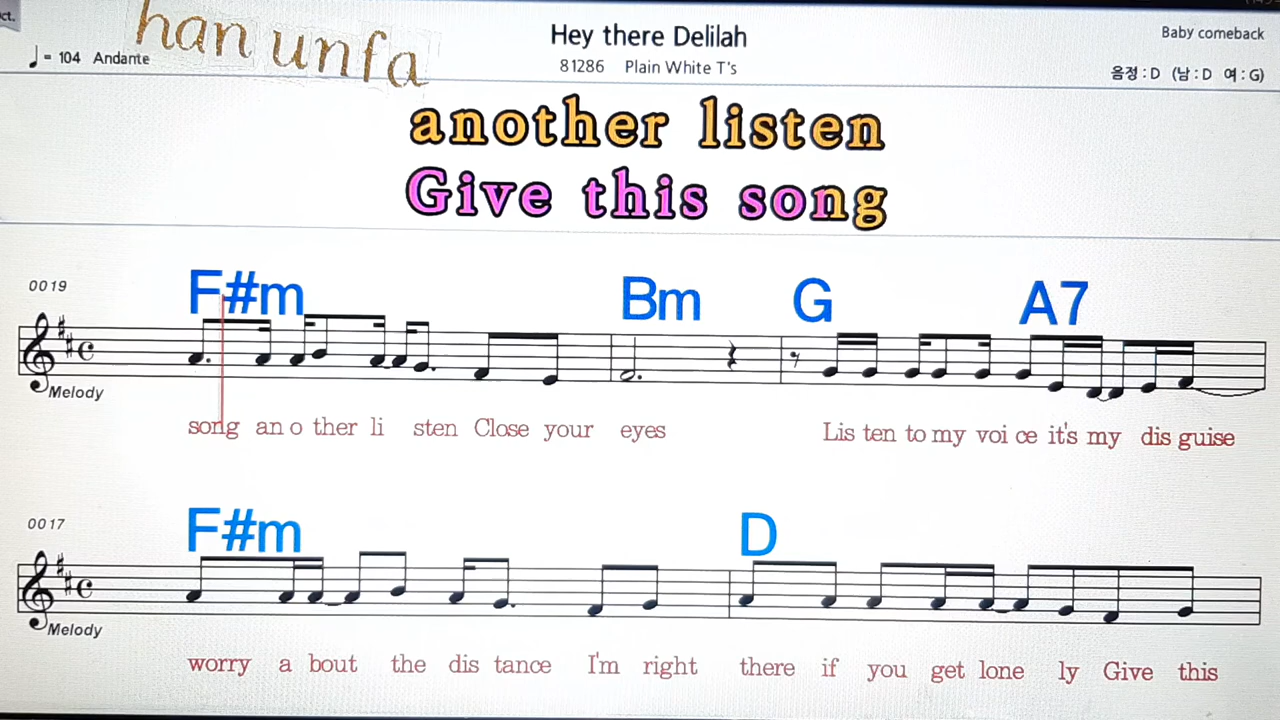 ct.
han unfa
Hey there Delilah
Baby comeback
♩ = 104 Andante
81286 Plain White T's
음정 : D (남 : D 여 : G)
another listen
Give this song
0019
F#m Bm G A7
Melody
song an o ther li sten Close your eyes Lis ten to my voi ce it's my dis guise
0017
F#m D
Melody
worry a bout the dis tance I'm right there if you get lone ly Give this